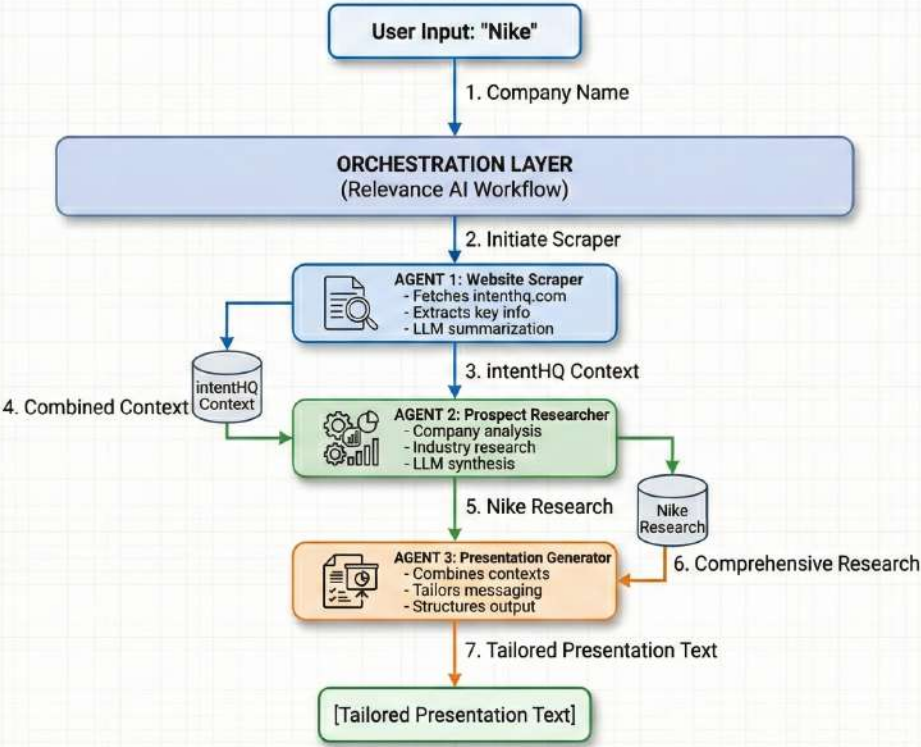 User Input: "Nike"
1. Company Name
ORCHESTRATION LAYER
(Relevance AI Workflow)
2. Initiate Scraper
AGENT 1: Website Scraper
- Fetches intenthq.com
- Extracts key info
- LLM summarization
3. intentHQ Context
intentHQ
Context
4. Combined Context
AGENT 2: Prospect Researcher
- Company analysis
- Industry research
- LLM synthesis
5. Nike Research
Nike
Research
6. Comprehensive Research
AGENT 3: Presentation Generator
- Combines contexts
- Tailors messaging
- Structures output
7. Tailored Presentation Text
[Tailored Presentation Text]